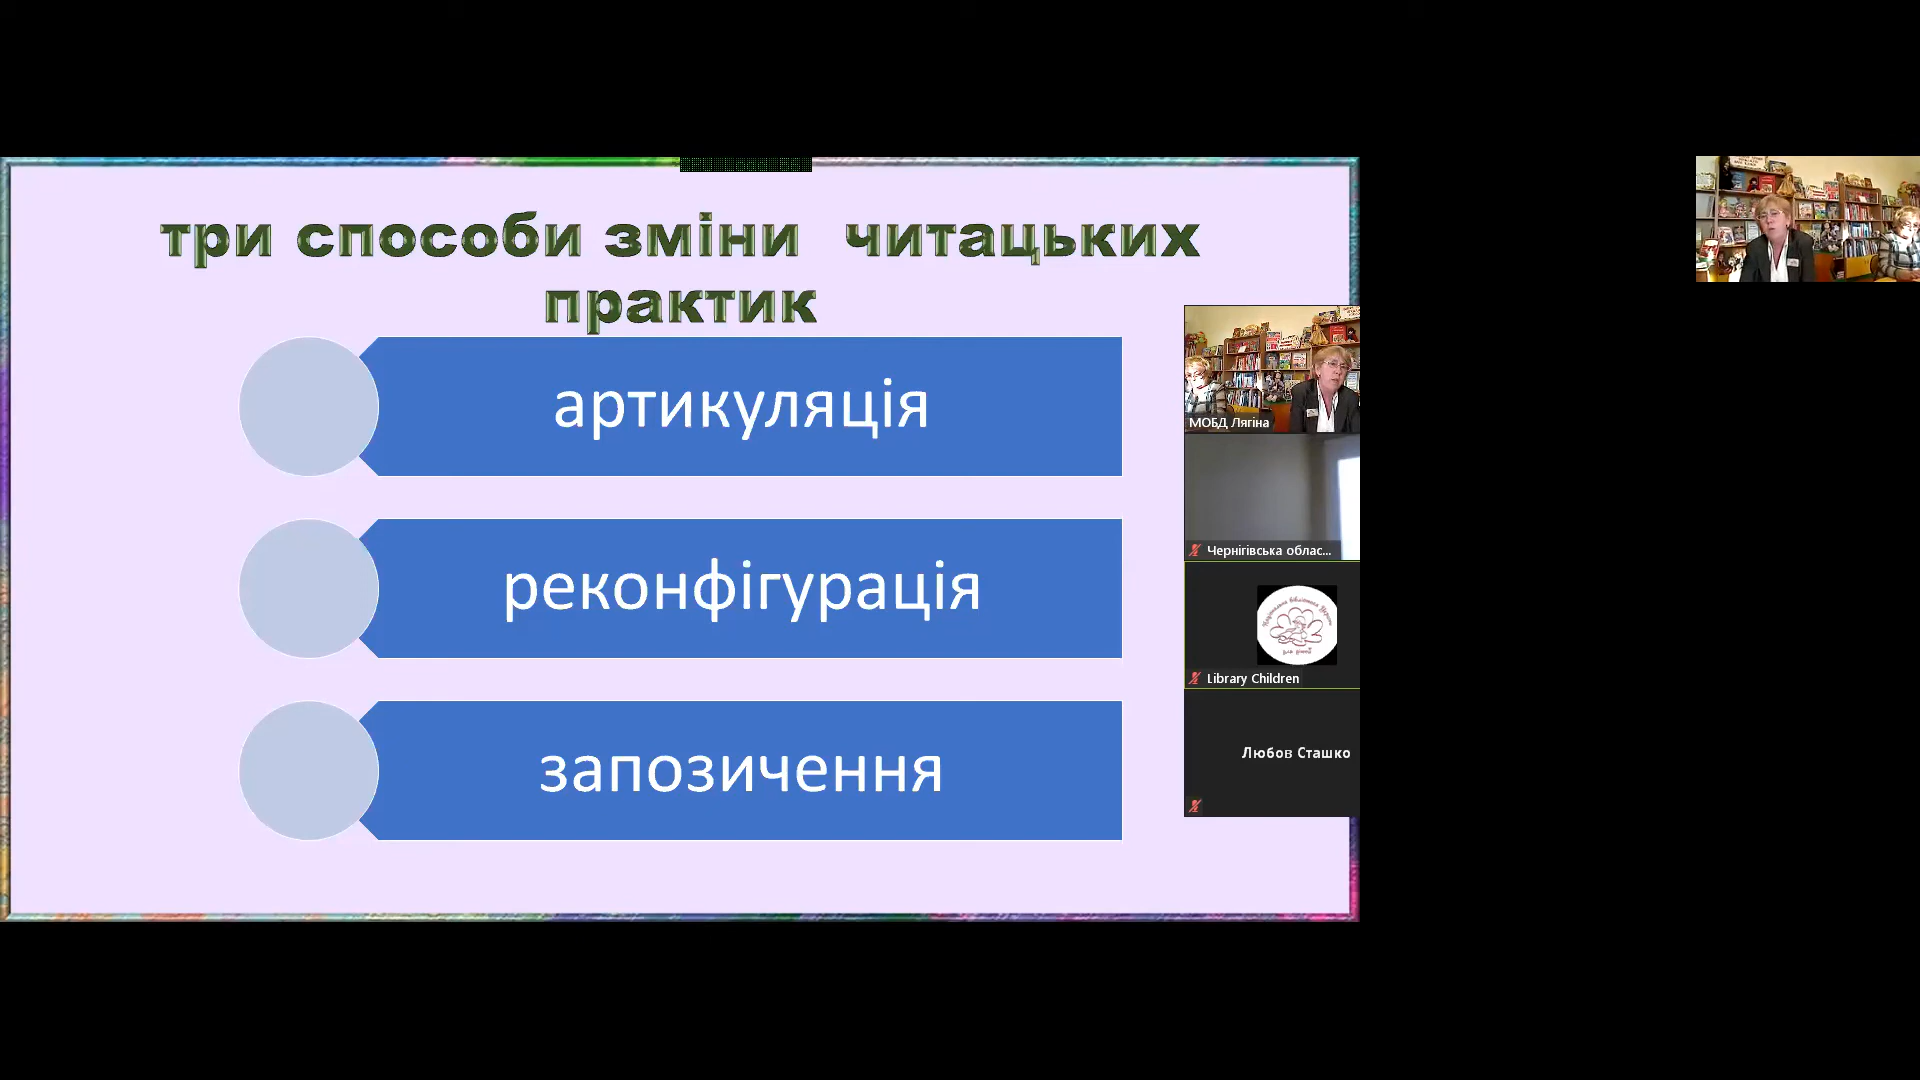 три способи зміни читацьких
практик
артикуляція
реконфігурація
запозичення
МОБД Лягіна
Чернігівська облас...
Library Children
Любов Сташко